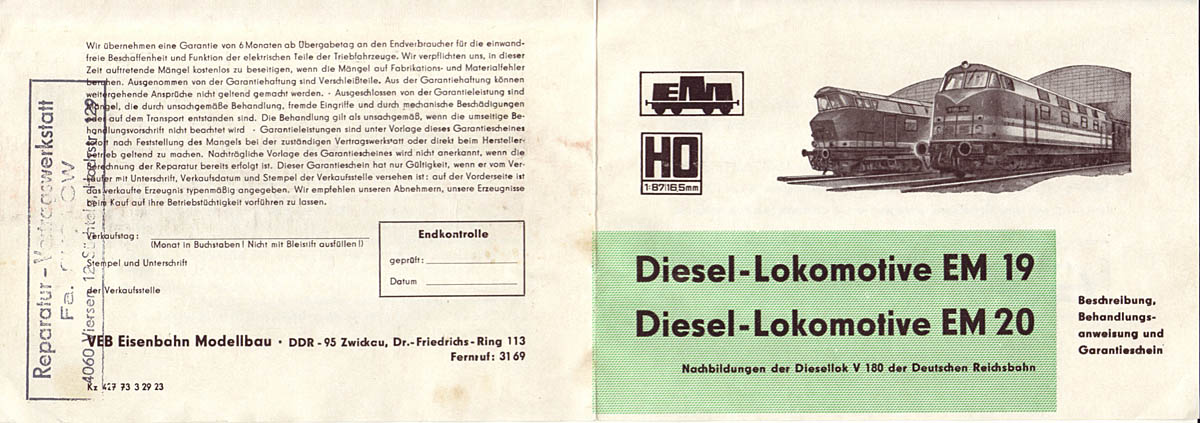 Wir übernehmen eine Garantie von 6 Monaten ab Übergabetag an den Endverbraucher für die einwand-
freie Beschaffenheit und Funktion der elektrischen Teile der Triebfahrzeuge. Wir verpflichten uns, in dieser
Zeit auftretende Mängel kostenlos zu beseitigen, wenn die Mängel auf Fabrikations- und Materialfehler
beruhen. Ausgenommen von der Garantiehaftung sind Verschleißteile. Aus der Garantiehaftung können
weitergehende Ansprüche nicht geltend gemacht werden. · Ausgeschlossen von der Garantieleistung sind
Mängel, die durch unsachgemäße Behandlung, fremde Eingriffe und durch mechanische Beschädigungen
oder auf dem Transport entstanden sind. Die Behandlung gilt als unsachgemäß, wenn die umseitige Be-
handlungsvorschrift nicht beachtet wird · Garantieleistungen sind unter Vorlage dieses Garantiescheines
nach Feststellung des Mangels bei der zuständigen Vertragswerkstatt oder direkt beim Hersteller-
betrieb geltend zu machen. Nachträgliche Vorlage des Garantiescheines wird nicht anerkannt, wenn die
Berechnung der Reparatur bereits erfolgt ist. Dieser Garantieschein hat nur Gültigkeit, wenn er vom Ver-
käufer mit Unterschrift, Verkaufsdatum und Stempel der Verkaufsstelle versehen ist: auf der Vorderseite ist
das verkaufte Erzeugnis typenmäßig angegeben. Wir empfehlen unseren Abnehmern, unsere Erzeugnisse
beim Kauf auf ihre Betriebstüchtigkeit vorführen zu lassen.
Verkaufstag:
(Monat in Buchstaben! Nicht mit Bleistift ausfüllen!)
Stempel und Unterschrift
der Verkaufsstelle
Endkontrolle
geprüft:
Datum
VEB Eisenbahn Modellbau · DDR-95 Zwickau, Dr.-Friedrichs-Ring 113
Fernruf: 31 69
Kz 427 73 3 29 23
Reparatur - Vertragswerkstatt
Fa.
4060 Viersen 12
129
EM
HO
1:87/16,5mm
Diesel-Lokomotive EM 19
Diesel-Lokomotive EM 20
Nachbildungen der Diesellok V 180 der Deutschen Reichsbahn
Beschreibung,
Behandlungs-
anweisung und
Garantieschein